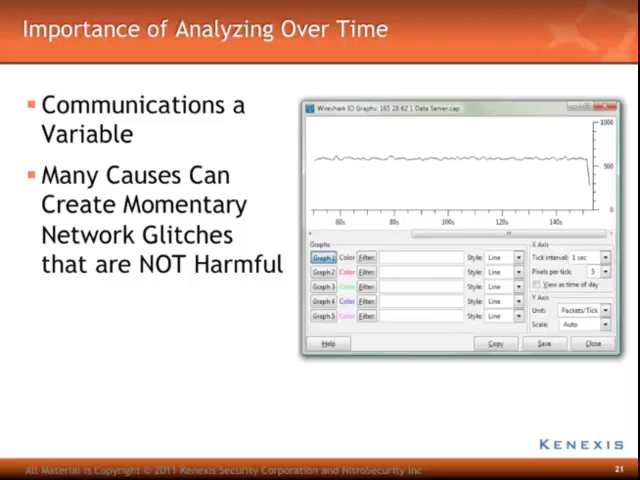 Importance of Analyzing Over Time
Communications a
Variable
Many Causes Can
Create Momentary
Network Glitches
that are NOT Harmful
Wireshark IO Graphs: 165 28 62 1 Data Server.cap
1000
500
0
60s 80s 100s 120s 140s
Graphs X Axis
Graph 1 Color Filter: Style: Line Tick interval: 1 sec
Graph 2 Color Filter: Style: Line Pixels per tick: 5
Graph 3 Color Filter: Style: Line View as time of day
Graph 4 Color Filter: Style: Line Y Axis
Graph 5 Color Filter: Style: Line Unit: Packets/Tick
Scale: Auto
Help Copy Save Close
KENEXIS
All Material is Copyright © 2011 Kenexis Security Corporation and NitroSecurity Inc
21